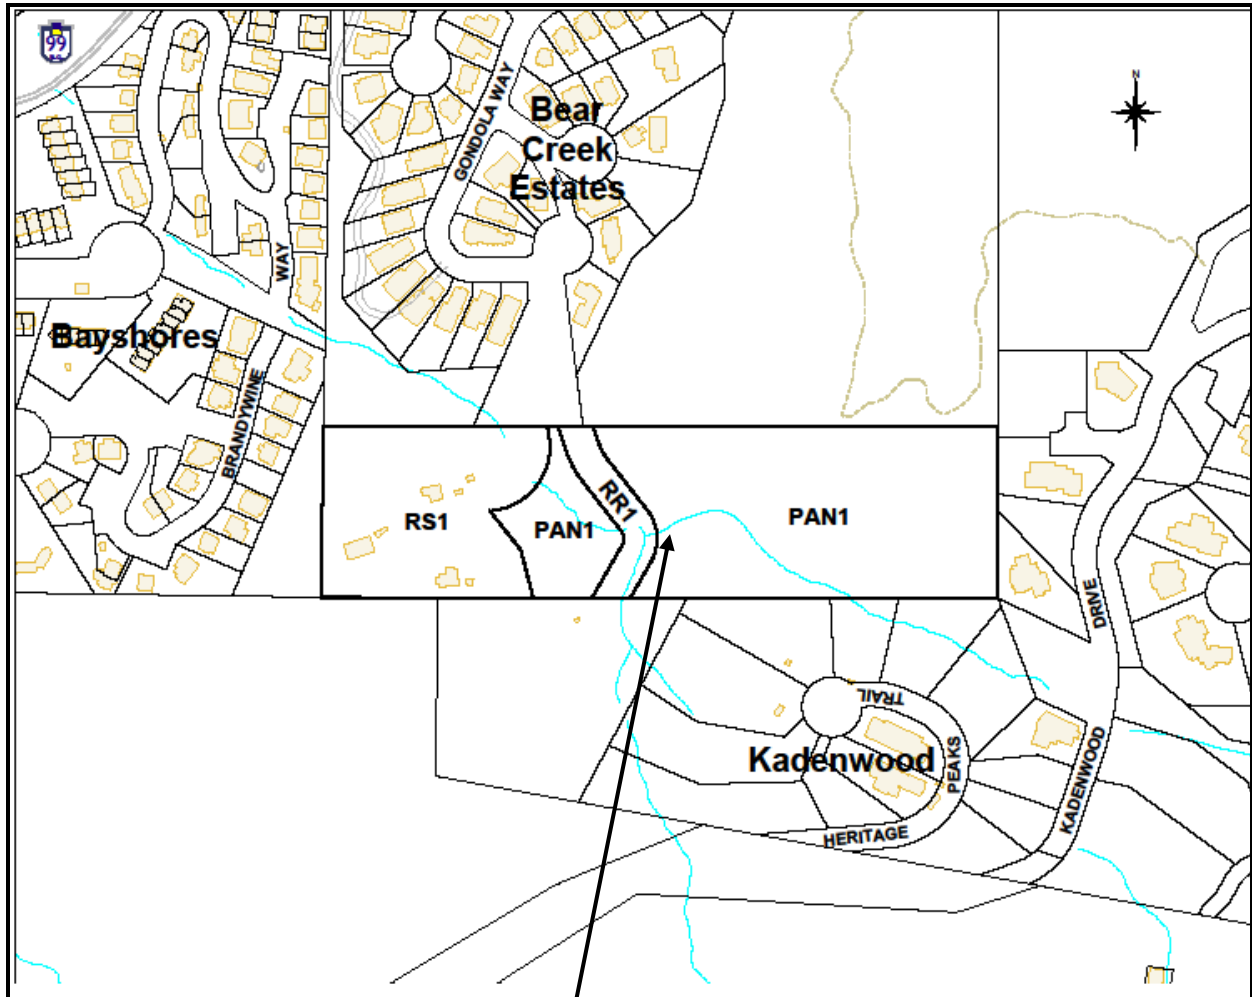 99
N
GONDOLA WAY
Bear
Creek
Estates
WAY
Bayshores
BRANDYWINE
RS1
PAN1
RR1
PAN1
DRIVE
TRAIL
Kadenwood
PEAKS
KADENWOOD
HERITAGE